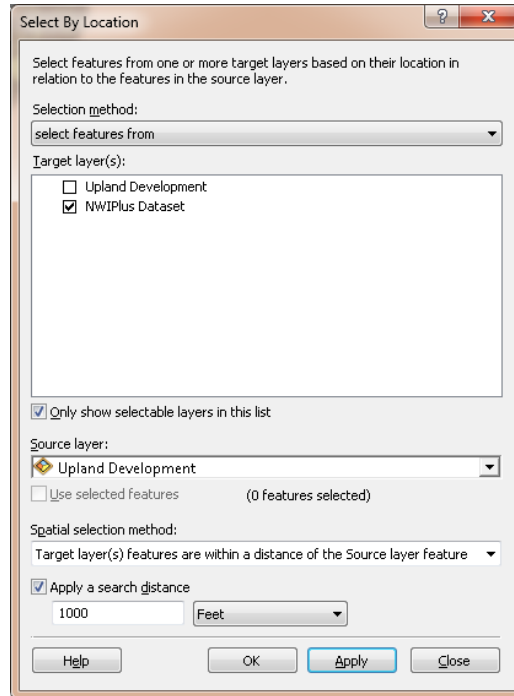 Select By Location
Select features from one or more target layers based on their location in
relation to the features in the source layer.
Selection method:
select features from
Target layer(s):
Upland Development
NWIPlus Dataset
Only show selectable layers in this list
Source layer:
Upland Development
Use selected features (0 features selected)
Spatial selection method:
Target layer(s) features are within a distance of the Source layer feature
Apply a search distance
1000 Feet
Help OK Apply Close